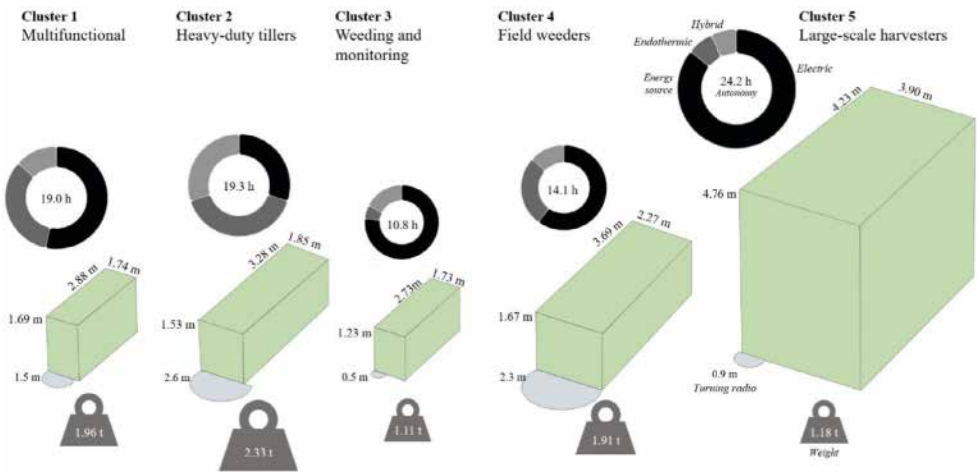 Cluster 1
Multifunctional
Cluster 2
Heavy-duty tillers
Cluster 3
Weeding and
monitoring
Cluster 4
Field weeders
Cluster 5
Large-scale harvesters
Hybrid
Endothermic
Energy
source
Electric
24.2 h
Autonomy
19.0 h
19.3 h
10.8 h
14.1 h
2.88 m
1.74 m
1.69 m
1.5 m
1.96 t
3.28 m
1.85 m
1.53 m
2.6 m
2.33 t
2.73m
1.73 m
1.23 m
0.5 m
1.11 t
3.69 m
2.27 m
1.67 m
2.3 m
1.91 t
4.23 m
3.90 m
4.76 m
0.9 m
Turning radio
1.18 t
Weight